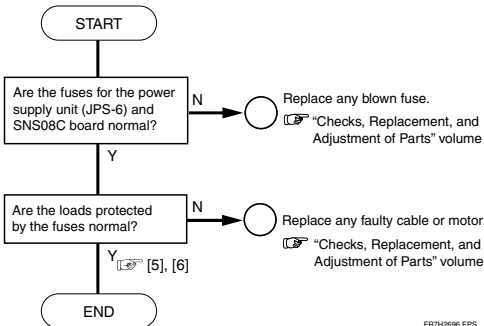 START
Are the fuses for the power
supply unit (JPS-6) and
SNS08C board normal?
N
Replace any blown fuse.
“Checks, Replacement, and
Adjustment of Parts” volume
Y
Are the loads protected
by the fuses normal?
N
Replace any faulty cable or motor.
“Checks, Replacement, and
Adjustment of Parts” volume
Y
[5], [6]
END
FR7H2696.EPS